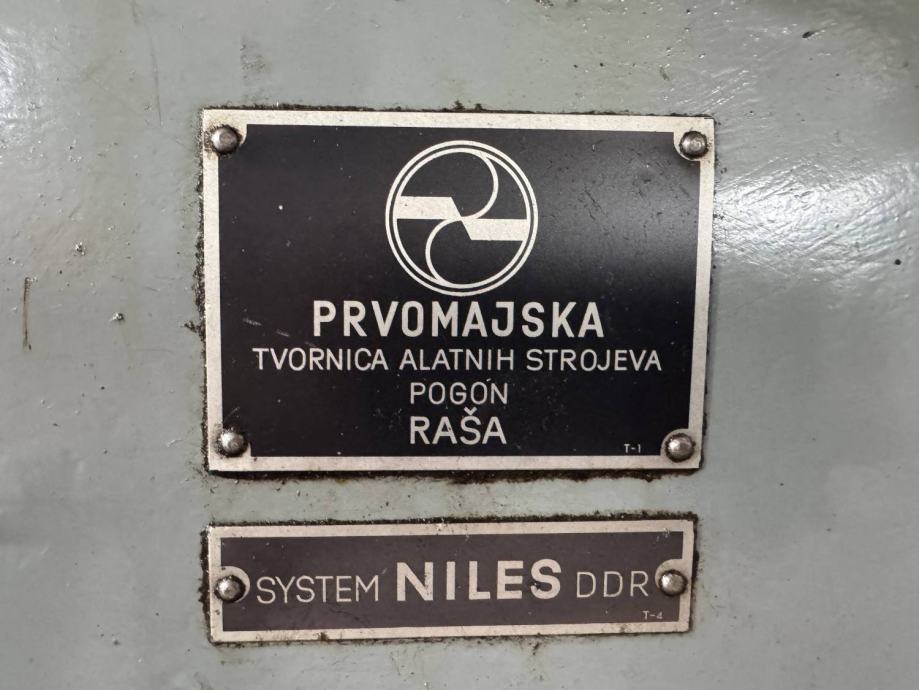 PRVOMAJSKA
TVORNICA ALATNIH STROJEVA
POGON
RAŠA
T-1
SYSTEM NILES DDR
T-4